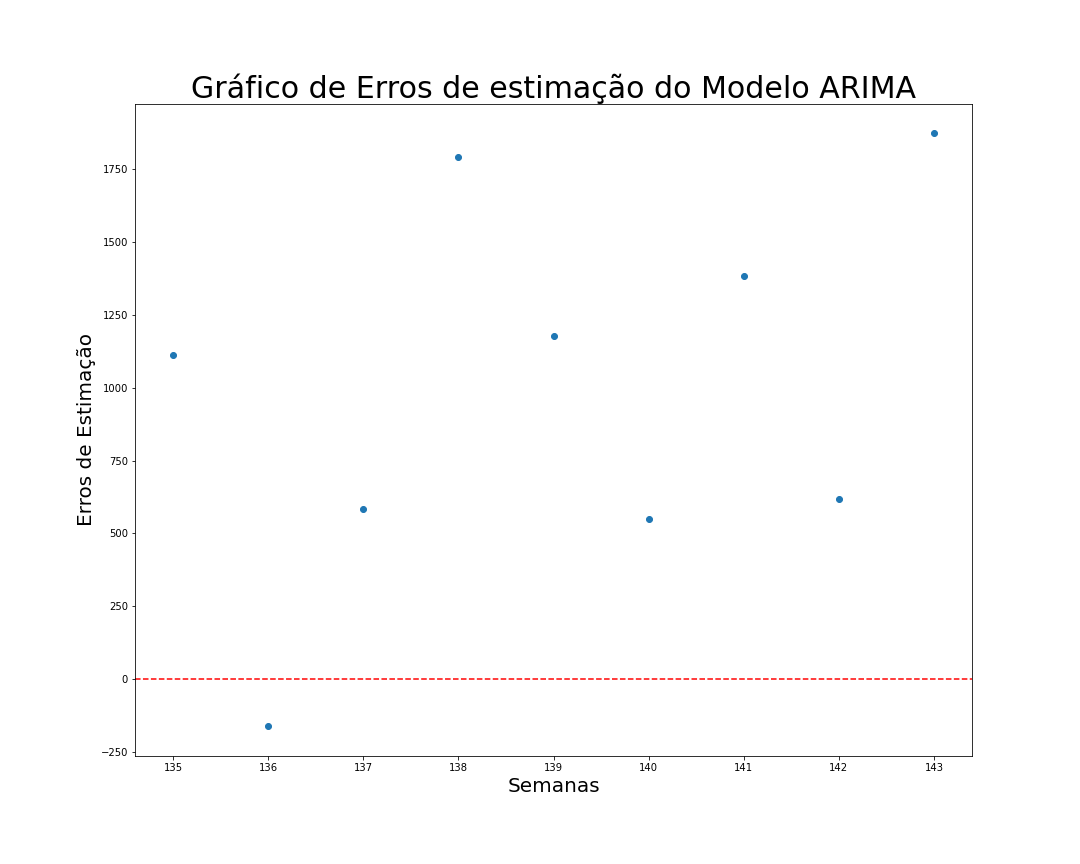 Gráfico de Erros de estimação do Modelo ARIMA
Erros de Estimação
1750
1500
1250
1000
750
500
250
0
−250
135 136 137 138 139 140 141 142 143
Semanas